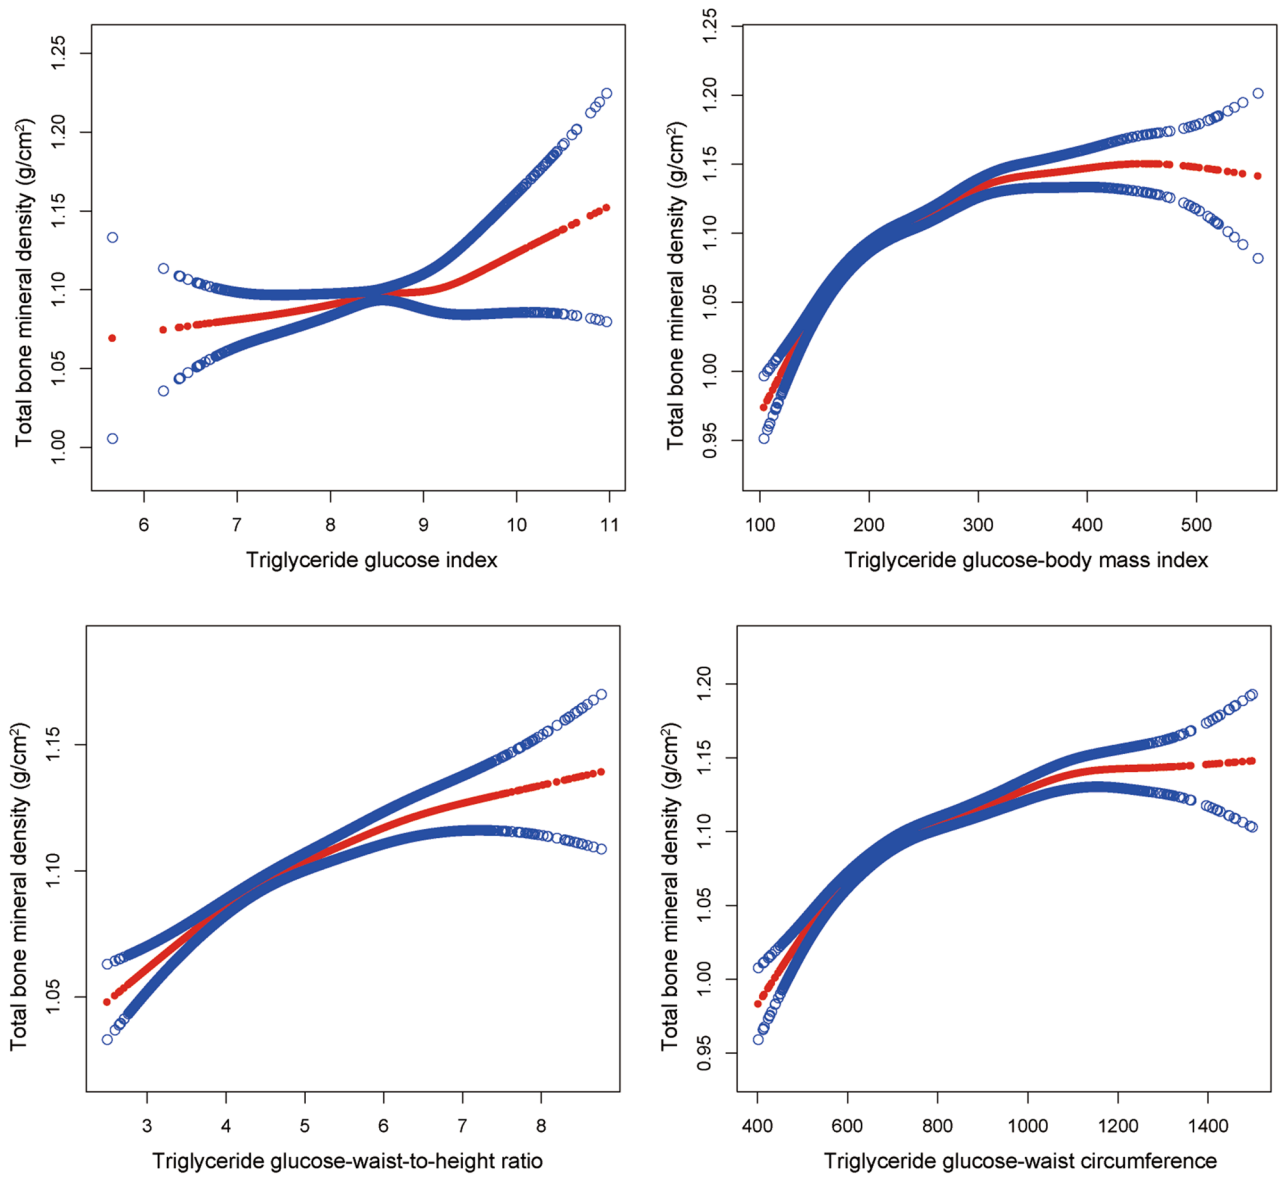 Total bone mineral density (g/cm²)
1.25
1.20
1.15
1.10
1.05
1.00
6 7 8 9 10 11
Triglyceride glucose index
Total bone mineral density (g/cm²)
1.25
1.20
1.15
1.10
1.05
1.00
0.95
100 200 300 400 500
Triglyceride glucose-body mass index
Total bone mineral density (g/cm²)
1.15
1.10
1.05
3 4 5 6 7 8
Triglyceride glucose-waist-to-height ratio
Total bone mineral density (g/cm²)
1.20
1.15
1.10
1.05
1.00
0.95
400 600 800 1000 1200 1400
Triglyceride glucose-waist circumference